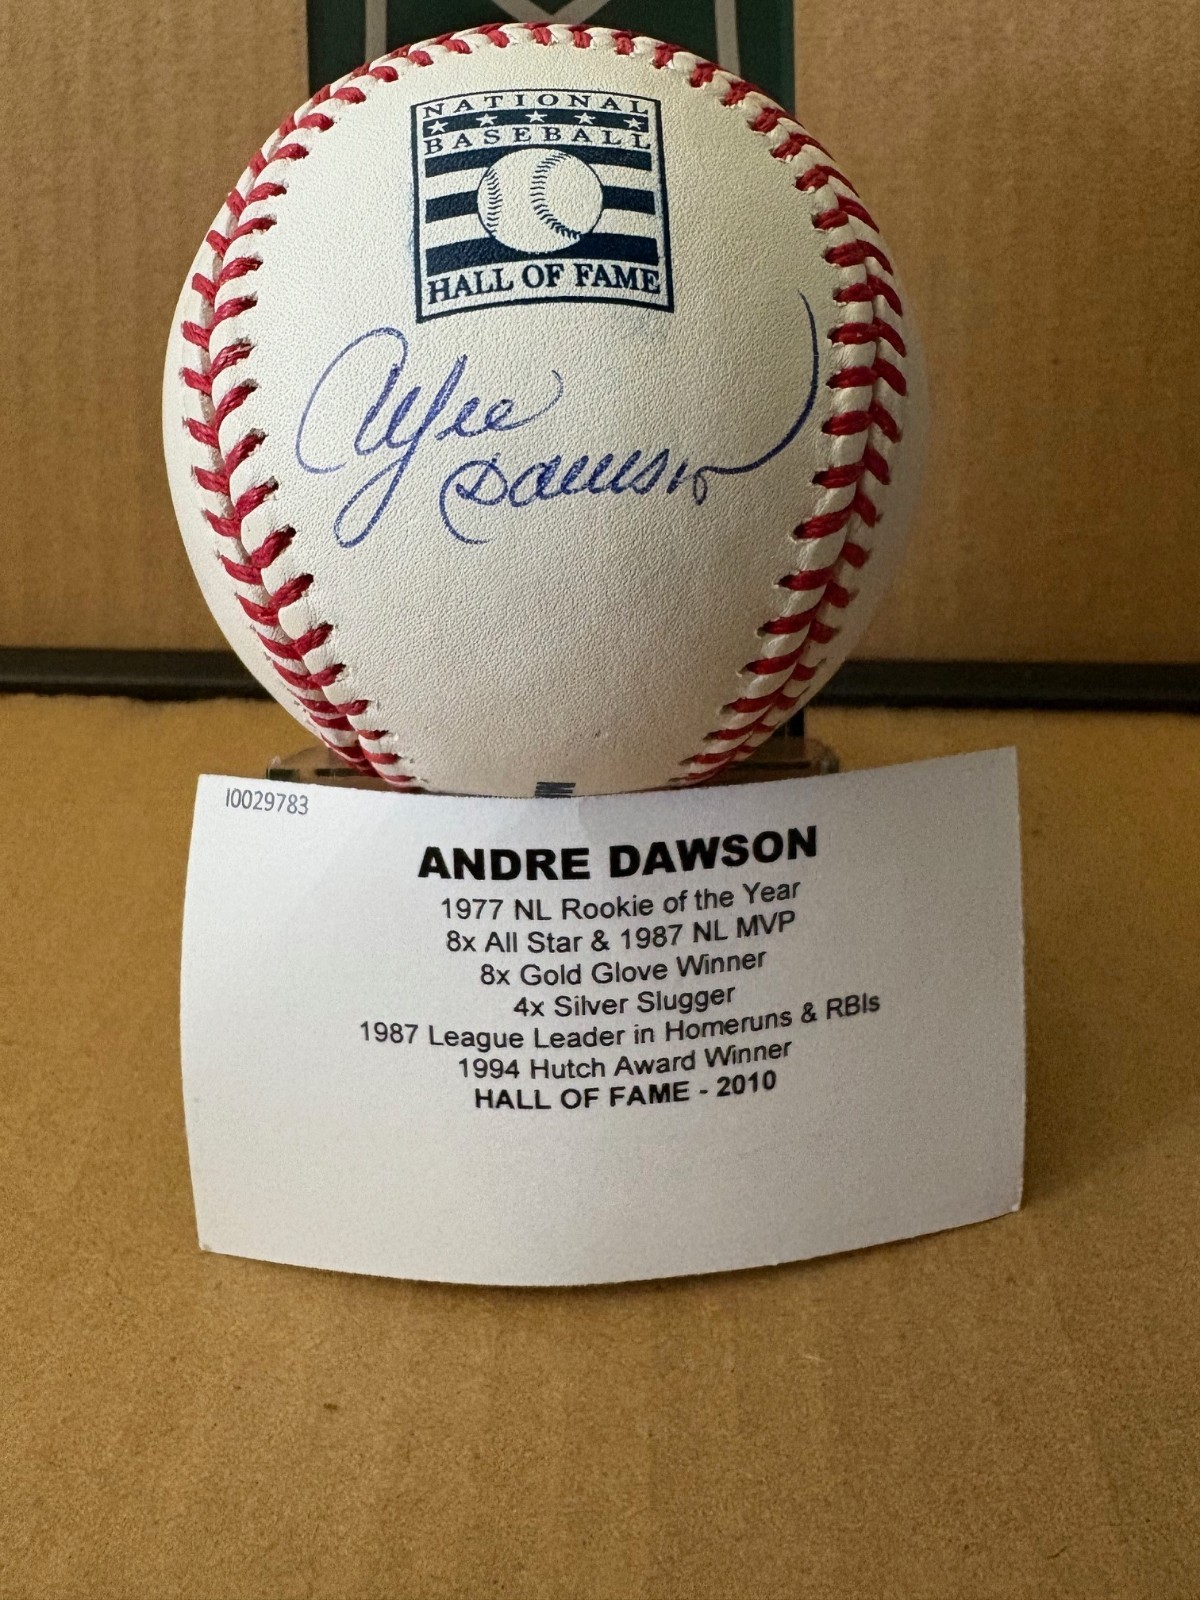 NATIONAL
BASEBALL
HALL OF FAME
Andre
Dawson
I0029783
ANDRE DAWSON
1977 NL Rookie of the Year
8x All Star & 1987 NL MVP
8x Gold Glove Winner
4x Silver Slugger
1987 League Leader in Homeruns & RBIs
1994 Hutch Award Winner
HALL OF FAME - 2010